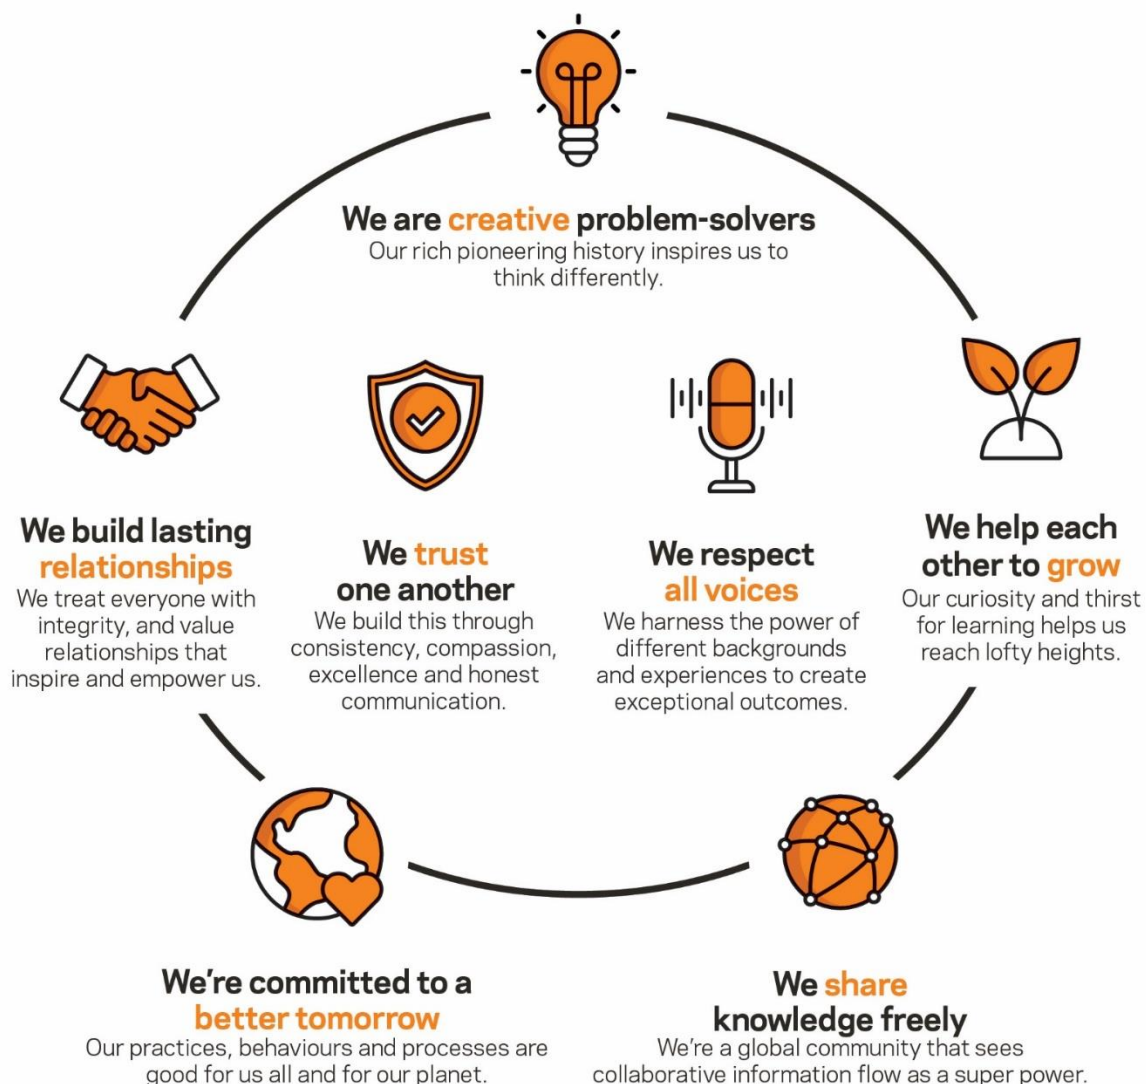 We are creative problem-solvers
Our rich pioneering history inspires us to
think differently.
We build lasting
relationships
We treat everyone with
integrity, and value
relationships that
inspire and empower us.
We trust
one another
We build this through
consistency, compassion,
excellence and honest
communication.
We respect
all voices
We harness the power of
different backgrounds
and experiences to create
exceptional outcomes.
We help each
other to grow
Our curiosity and thirst
for learning helps us
reach lofty heights.
We're committed to a
better tomorrow
Our practices, behaviours and processes are
good for us all and for our planet.
We share
knowledge freely
We're a global community that sees
collaborative information flow as a super power.